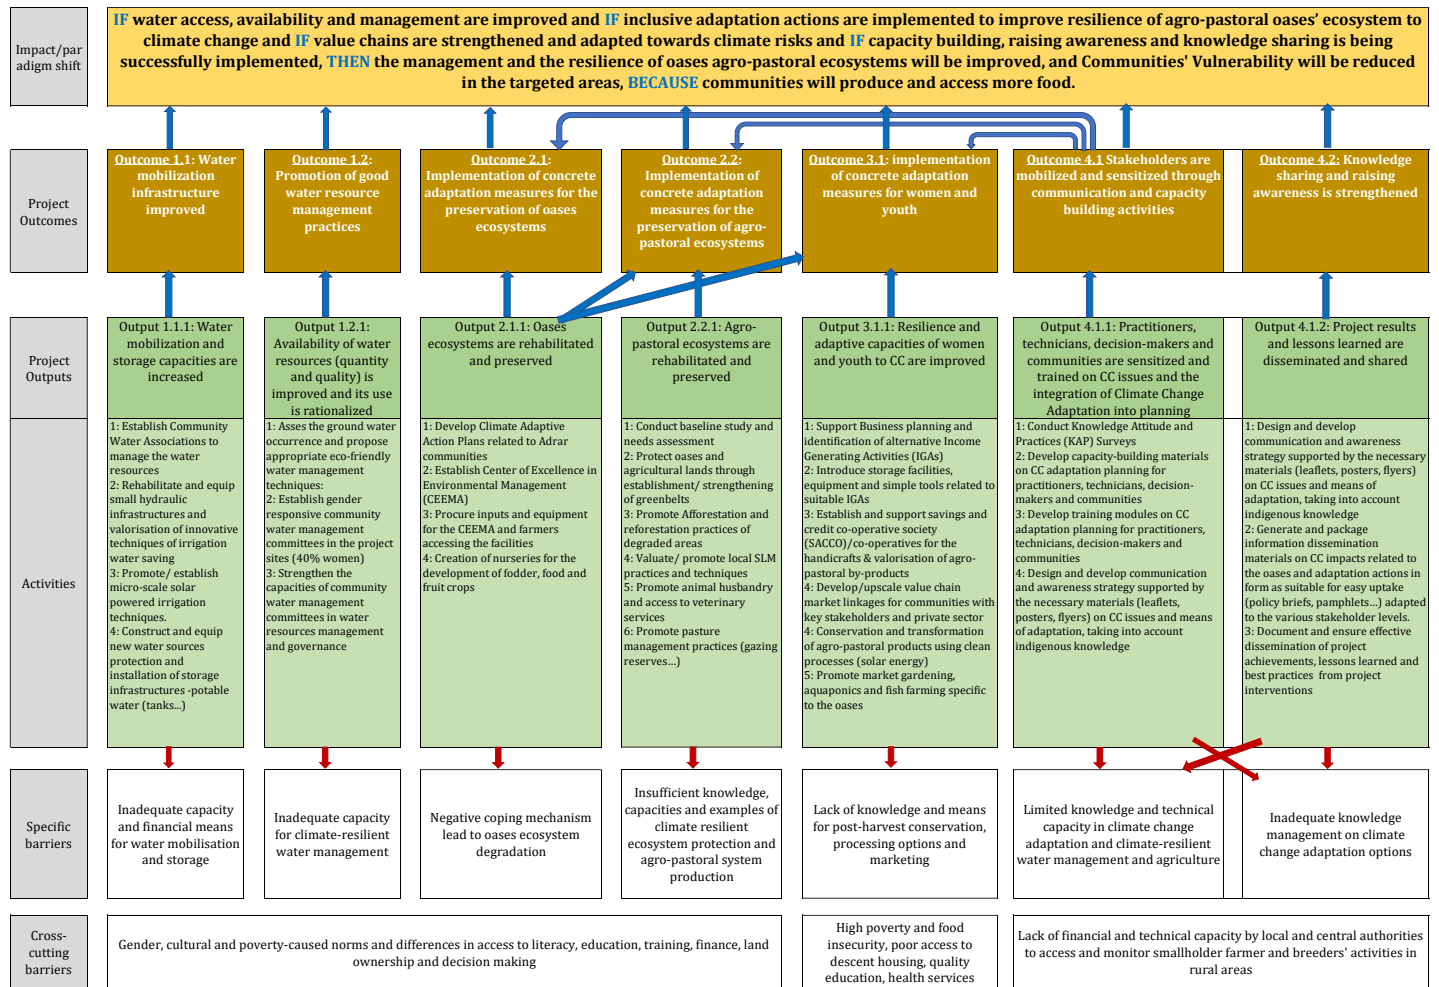 Impact/par
adigm shift
IF water access, availability and management are improved and IF inclusive adaptation actions are implemented to improve resilience of agro-pastoral oases' ecosystem to
climate change and IF value chains are strengthened and adapted towards climate risks and IF capacity building, raising awareness and knowledge sharing is being
successfully implemented, THEN the management and the resilience of oases agro-pastoral ecosystems will be improved, and Communities' Vulnerability will be reduced
in the targeted areas, BECAUSE communities will produce and access more food.
Project
Outcomes
Outcome 1.1: Water
mobilization
infrastructure
improved
Outcome 1.2:
Promotion of good
water resource
management
practices
Outcome 2.1:
Implementation of concrete
adaptation measures for the
preservation of oases
ecosystems
Outcome 2.2:
Implementation of
concrete adaptation
measures for the
preservation of agro-
pastoral ecosystems
Outcome 3.1: implementation
of concrete adaptation
measures for women and
youth
Outcome 4.1 Stakeholders are
mobilized and sensitized through
communication and capacity
building activities
Outcome 4.2: Knowledge
sharing and raising
awareness is strengthened
Project
Outputs
Output 1.1.1: Water
mobilization and
storage capacities are
increased
Output 1.2.1:
Availability of water
resources (quantity
and quality) is
improved and its use
is rationalized
Output 2.1.1: Oases
ecosystems are rehabilitated
and preserved
Output 2.2.1: Agro-
pastoral ecosystems are
rehabilitated and
preserved
Output 3.1.1: Resilience and
adaptive capacities of women
and youth to CC are improved
Output 4.1.1: Practitioners,
technicians, decision-makers and
communities are sensitized and
trained on CC issues and the
integration of Climate Change
Adaptation into planning
Output 4.1.2: Project results
and lessons learned are
disseminated and shared
Activities
1: Establish Community
Water Associations to
manage the water
resources
2: Rehabilitate and equip
small hydraulic
infrastructures and
valorisation of innovative
techniques of irrigation
water saving
3: Promote/ establish
micro-scale solar
powered irrigation
techniques.
4: Construct and equip
new water sources
protection and
installation of storage
infrastructures -potable
water (tanks...)
1: Asses the ground water
occurrence and propose
appropriate eco-friendly
water management
techniques:
2: Establish gender
responsive community
water management
committees in the project
sites (40% women)
3: Strengthen the
capacities of community
water management
committees in water
resources management
and governance
1: Develop Climate Adaptive
Action Plans related to Adrar
communities
2: Establish Center of Excellence in
Environmental Management
(CEEMA)
3: Procure inputs and equipment
for the CEEMA and farmers
accessing the facilities
4: Creation of nurseries for the
development of fodder, food and
fruit crops
1: Conduct baseline study and
needs assessment
2: Protect oases and
agricultural lands through
establishment/ strengthening
of greenbelts
3: Promote Afforestation and
reforestation practices of
degraded areas
4: Valuate/ promote local SLM
practices and techniques
5: Promote animal husbandry
and access to veterinary
services
6: Promote pasture
management practices (gazing
reserves...)
1: Support Business planning and
identification of alternative Income
Generating Activities (IGAs)
2: Introduce storage facilities,
equipment and simple tools related to
suitable IGAs
3: Establish and support savings and
credit co-operative society
(SACCO)/co-operatives for the
handicrafts & valorisation of agro-
pastoral by-products
4: Develop/upscale value chain
market linkages for communities with
key stakeholders and private sector
4: Conservation and transformation
of agro-pastoral products using clean
processes (solar energy)
5: Promote market gardening,
aquaponics and fish farming specific
to the oases
1: Conduct Knowledge Attitude and
Practices (KAP) Surveys
2: Develop capacity-building materials
on CC adaptation planning for
practitioners, technicians, decision-
makers and communities
3: Develop training modules on CC
adaptation planning for practitioners,
technicians, decision-makers and
communities
4: Design and develop communication
and awareness strategy supported by
the necessary materials (leaflets,
posters, flyers) on CC issues and means
of adaptation, taking into account
indigenous knowledge
1: Design and develop
communication and awareness
strategy supported by the necessary
materials (leaflets, posters, flyers)
on CC issues and means of
adaptation, taking into account
indigenous knowledge
2: Generate and package
information dissemination
materials on CC impacts related to
the oases and adaptation actions in
form as suitable for easy uptake
(policy briefs, pamphlets...) adapted
to the various stakeholder levels.
3: Document and ensure effective
dissemination of project
achievements, lessons learned and
best practices from project
interventions
Specific
barriers
Inadequate capacity
and financial means
for water mobilisation
and storage
Inadequate capacity
for climate-resilient
water management
Negative coping mechanism
lead to oases ecosystem
degradation
Insufficient knowledge,
capacities and examples of
climate resilient
ecosystem protection and
agro-pastoral system
production
Lack of knowledge and means
for post-harvest conservation,
processing options and
marketing
Limited knowledge and technical
capacity in climate change
adaptation and climate-resilient
water management and agriculture
Inadequate knowledge
management on climate
change adaptation options
Cross-
cutting
barriers
Gender, cultural and poverty-caused norms and differences in access to literacy, education, training, finance, land
ownership and decision making
High poverty and food
insecurity, poor access to
descent housing, quality
education, health services
Lack of financial and technical capacity by local and central authorities
to access and monitor smallholder farmer and breeders' activities in
rural areas